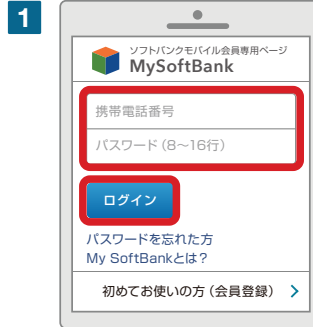 1
ソフトバンクモバイル会員専用ページ
MySoftBank
携帯電話番号
パスワード（8～16行）
ログイン
パスワードを忘れた方
My SoftBankとは？
初めてお使いの方（会員登録）